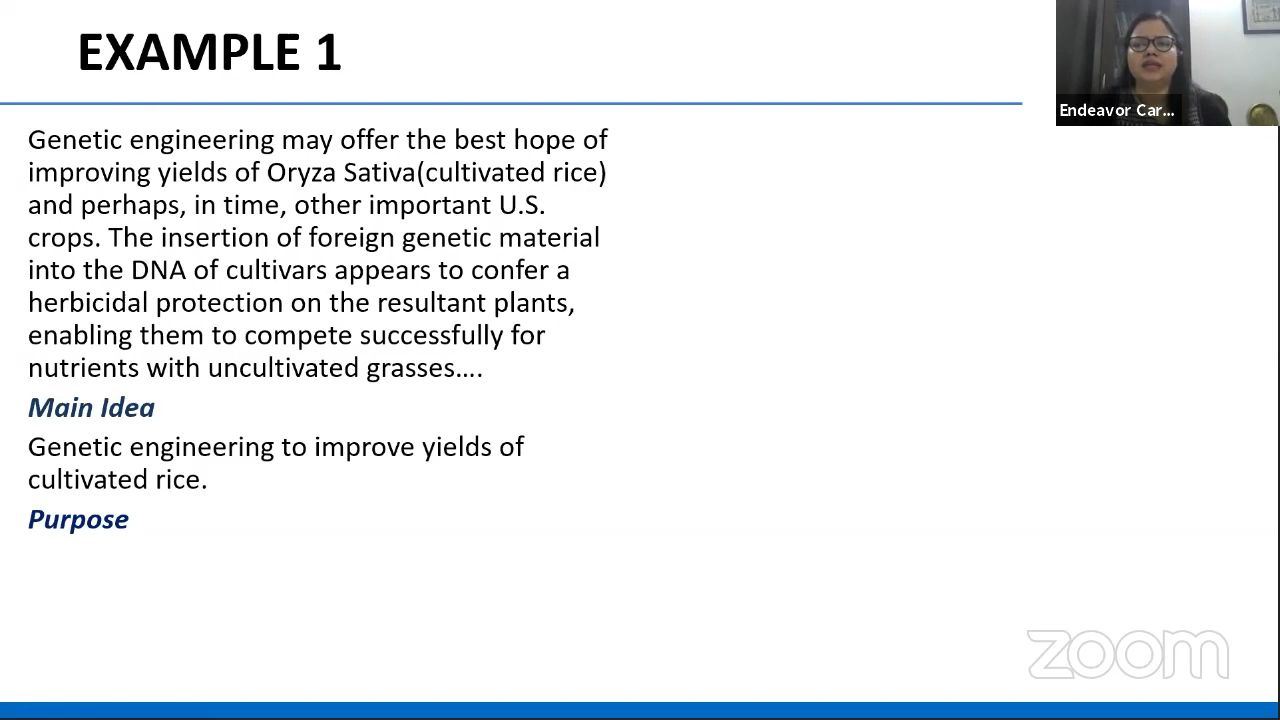 EXAMPLE 1
Endeavor Car...
Genetic engineering may offer the best hope of
improving yields of Oryza Sativa(cultivated rice)
and perhaps, in time, other important U.S.
crops. The insertion of foreign genetic material
into the DNA of cultivars appears to confer a
herbicidal protection on the resultant plants,
enabling them to compete successfully for
nutrients with uncultivated grasses….
Main Idea
Genetic engineering to improve yields of
cultivated rice.
Purpose
zoom